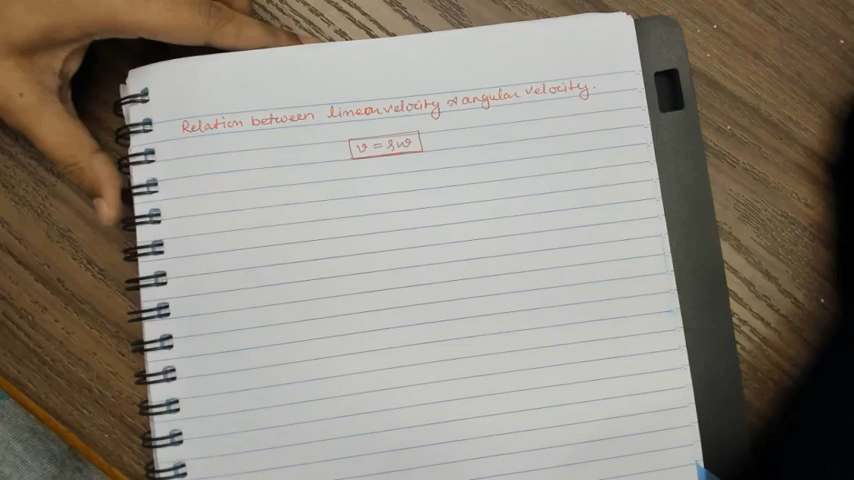 Relation between linear velocity & angular velocity.
v = rω